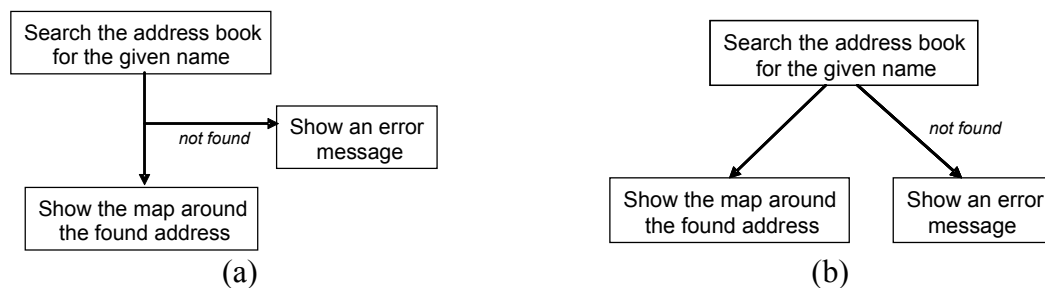 Search the address book
for the given name
not found
Show an error
message
Show the map around
the found address
(a)
Search the address book
for the given name
not found
Show the map around
the found address
Show an error
message
(b)